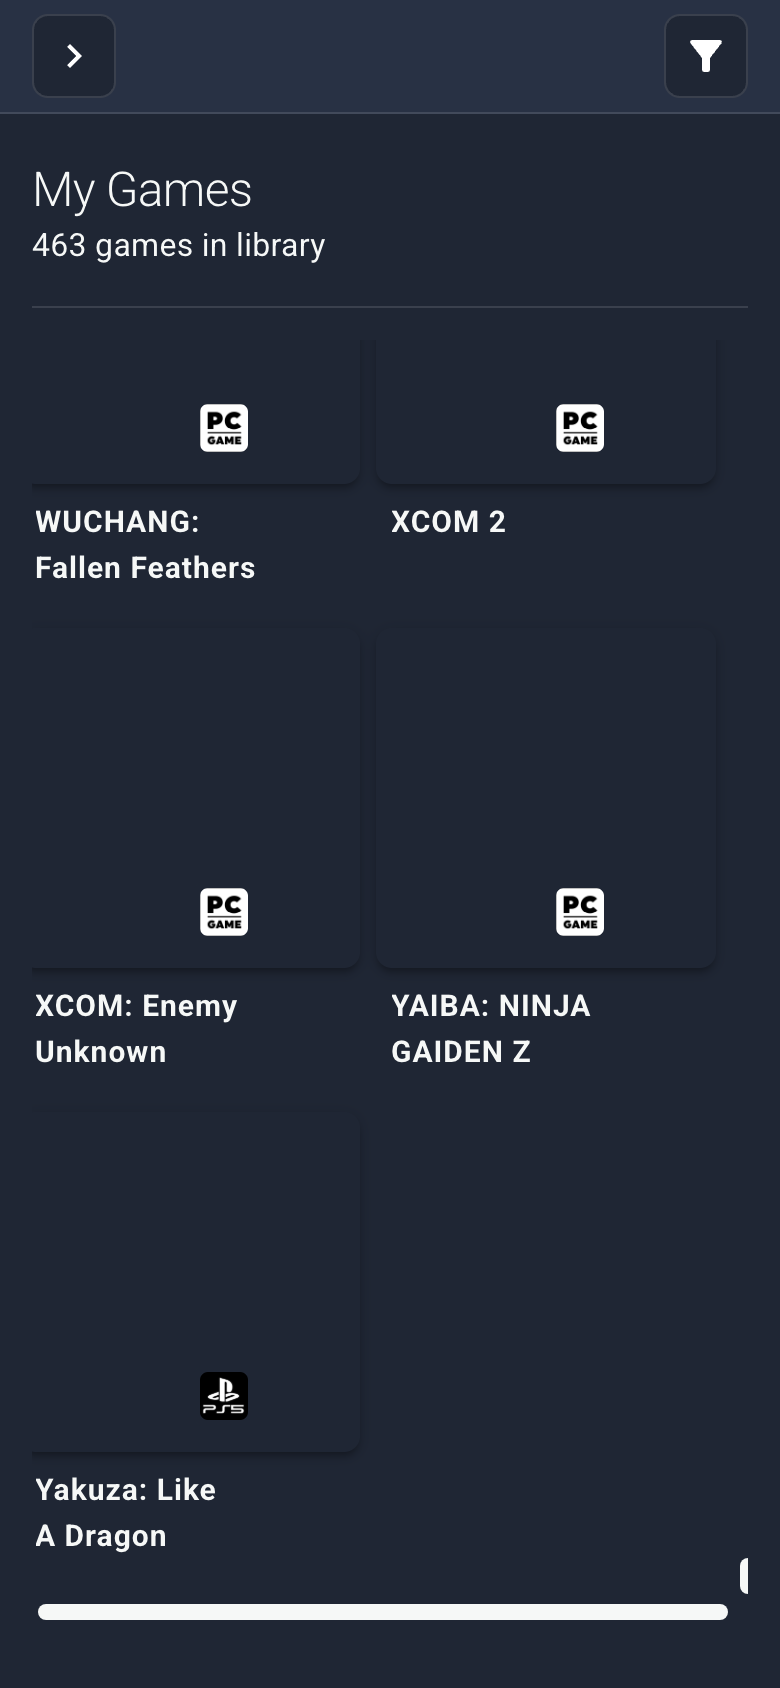 My Games
463 games in library
PC
GAME
PC
GAME
WUCHANG:
Fallen Feathers
XCOM 2
PC
GAME
PC
GAME
XCOM: Enemy
Unknown
YAIBA: NINJA
GAIDEN Z
PS5
Yakuza: Like
A Dragon